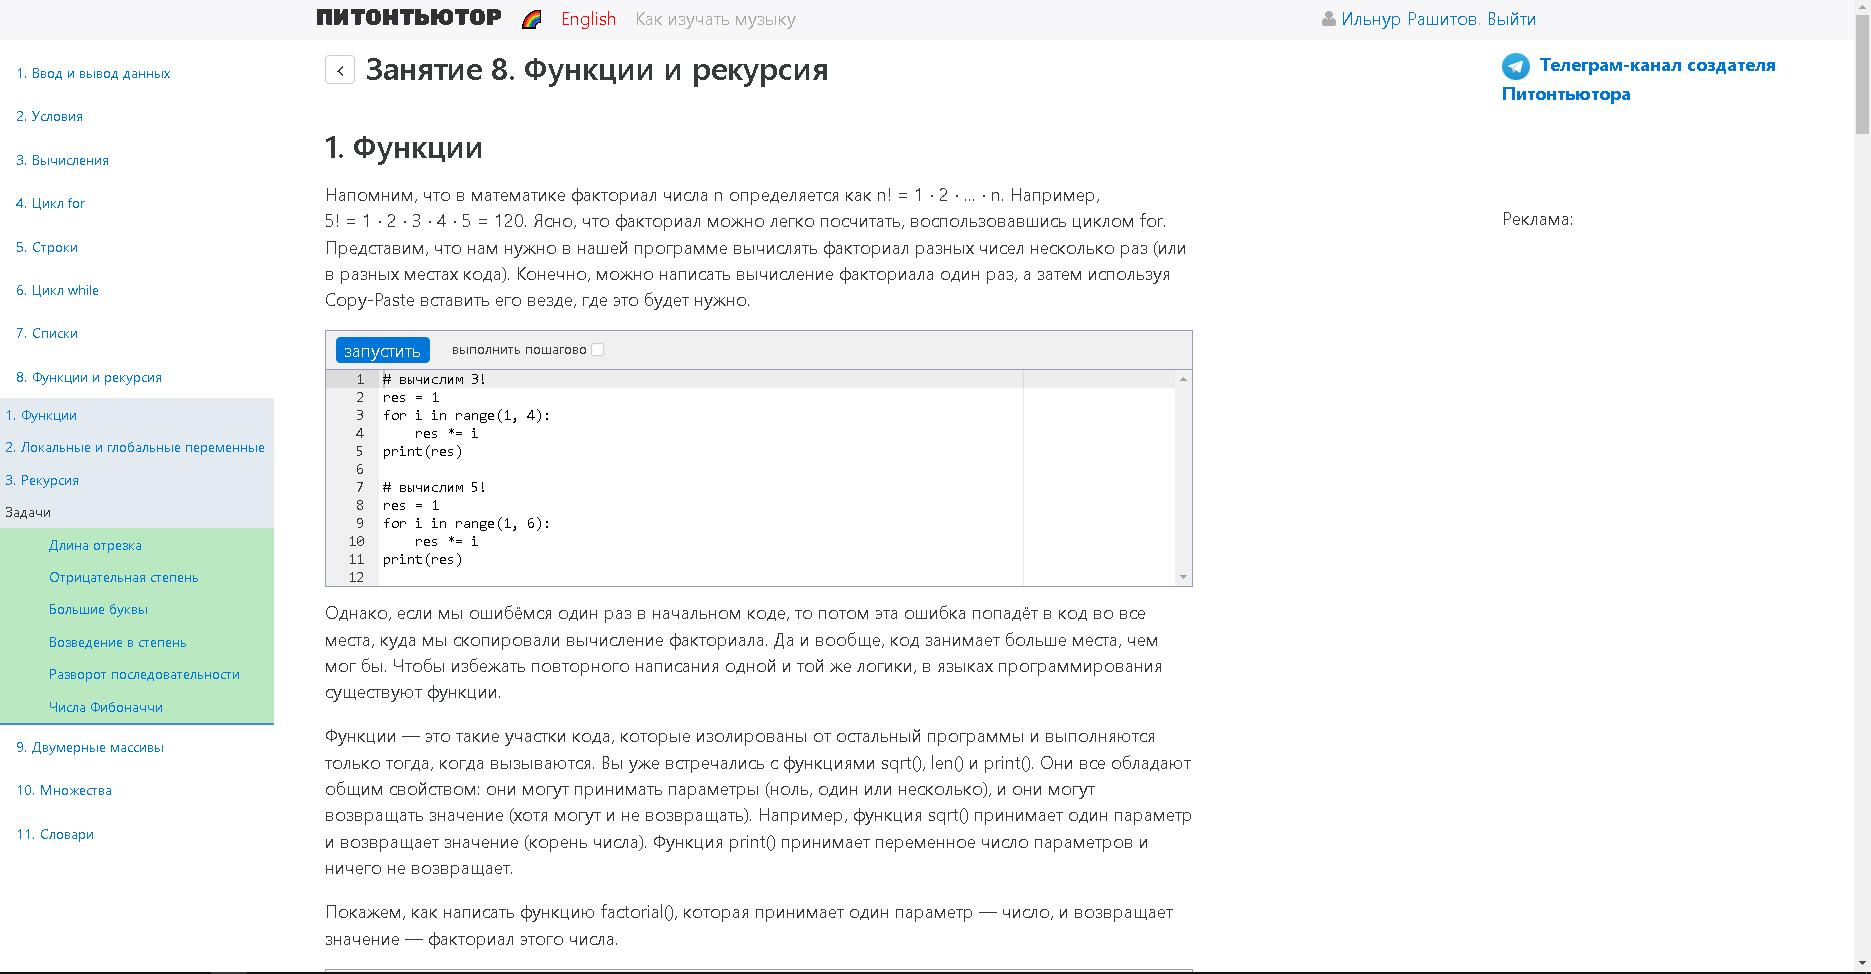 ПИТОНТЬЮТОР
English
Как изучать музыку
Ильнур Рашитов. Выйти
1. Ввод и вывод данных
2. Условия
3. Вычисления
4. Цикл for
5. Строки
6. Цикл while
7. Списки
8. Функции и рекурсия
1. Функции
2. Локальные и глобальные переменные
3. Рекурсия
Задачи
Длина отрезка
Отрицательная степень
Большие буквы
Возведение в степень
Разворот последовательности
Числа Фибоначчи
9. Двумерные массивы
10. Множества
11. Словари
Занятие 8. Функции и рекурсия
1. Функции
Напомним, что в математике факториал числа n определяется как n! = 1 · 2 · ... · n. Например,
5! = 1 · 2 · 3 · 4 · 5 = 120. Ясно, что факториал можно легко посчитать, воспользовавшись циклом for.
Представим, что нам нужно в нашей программе вычислять факториал разных чисел несколько раз (или
в разных местах кода). Конечно, можно написать вычисление факториала один раз, а затем используя
Copy-Paste вставить его везде, где это будет нужно.
запустить
выполнить пошагово
1 # вычислим 3!
2 res = 1
3 for i in range(1, 4):
4 res *= i
5 print(res)
6
7 # вычислим 5!
8 res = 1
9 for i in range(1, 6):
10 res *= i
11 print(res)
12
Однако, если мы ошибёмся один раз в начальном коде, то потом эта ошибка попадёт в код во все
места, куда мы скопировали вычисление факториала. Да и вообще, код занимает больше места, чем
мог бы. Чтобы избежать повторного написания одной и той же логики, в языках программирования
существуют функции.
Функции — это такие участки кода, которые изолированы от остальный программы и выполняются
только тогда, когда вызываются. Вы уже встречались с функциями sqrt(), len() и print(). Они все обладают
общим свойством: они могут принимать параметры (ноль, один или несколько), и они могут
возвращать значение (хотя могут и не возвращать). Например, функция sqrt() принимает один параметр
и возвращает значение (корень числа). Функция print() принимает переменное число параметров и
ничего не возвращает.
Покажем, как написать функцию factorial(), которая принимает один параметр — число, и возвращает
значение — факториал этого числа.
Телеграм-канал создателя
Питонтьютора
Реклама: